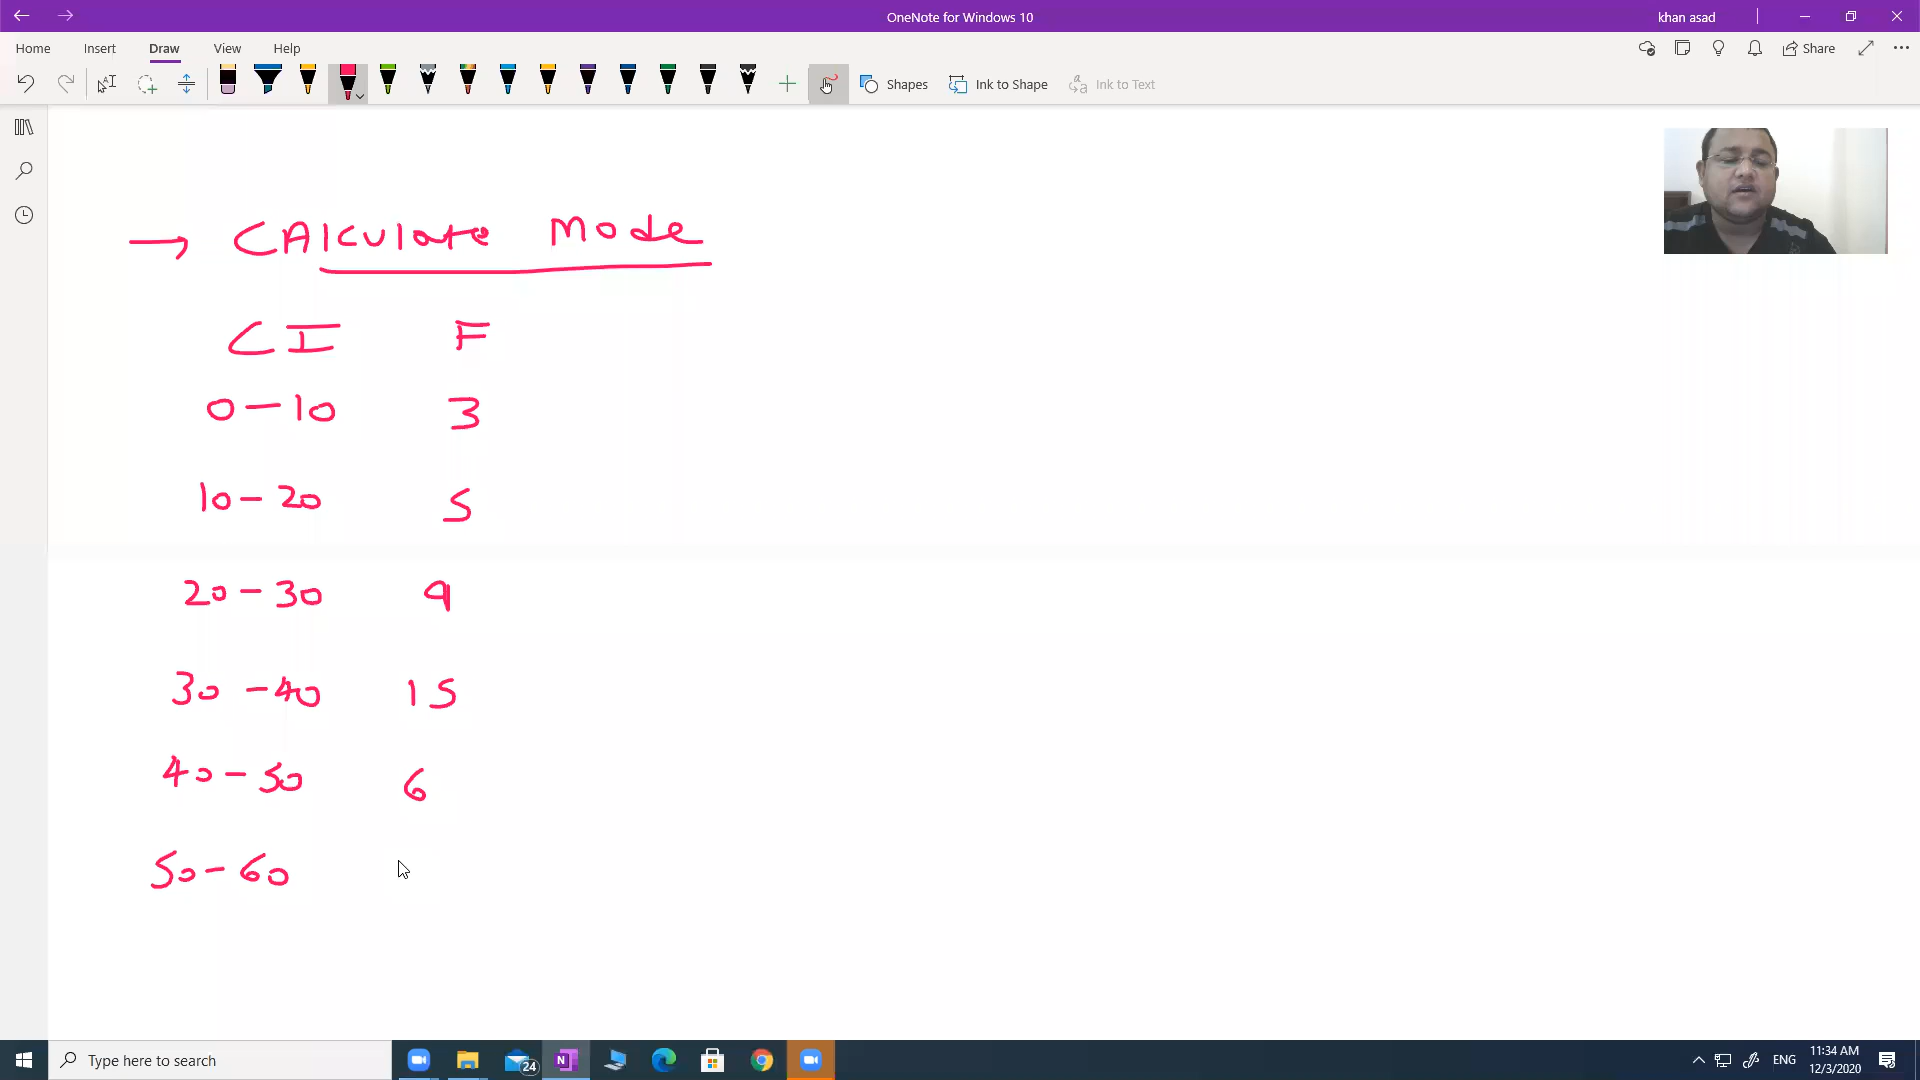 OneNote for Windows 10
khan asad
Home Insert Draw View Help
Share
Shapes Ink to Shape Ink to Text
→ CAlculate Mode
CI F
0-10 3
10-20 5
20-30 9
30-40 15
40-50 6
50-60
Type here to search
24
ENG
11:34 AM
12/3/2020